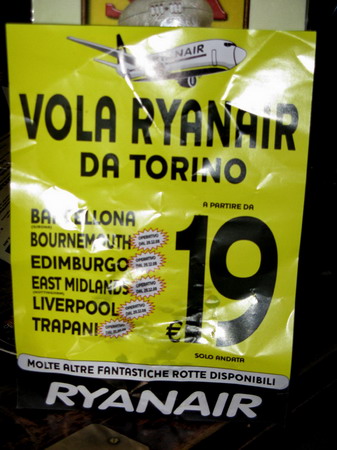 RYANAIR
VOLA RYANAIR
DA TORINO
A PARTIRE DA
BARCELLONA
BOURNEMOUTH
EDIMBURGO
EAST MIDLANDS
LIVERPOOL
TRAPANI
€ 19
SOLO ANDATA
MOLTE ALTRE FANTASTICHE ROTTE DISPONIBILI
RYANAIR